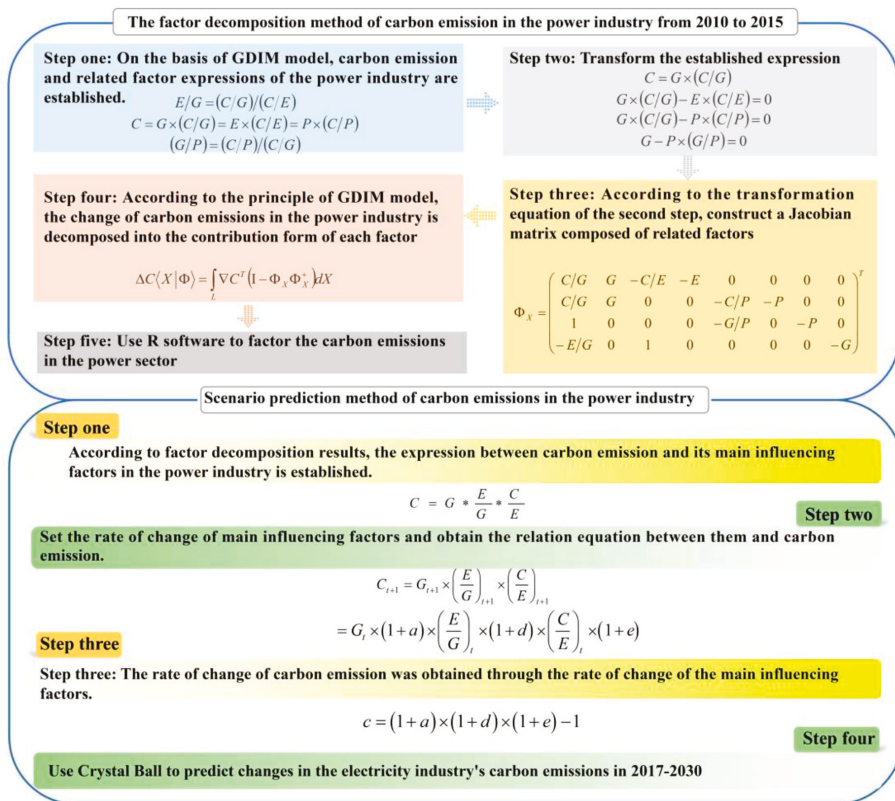 The factor decomposition method of carbon emission in the power industry from 2010 to 2015
Step one: On the basis of GDIM model, carbon emission
and related factor expressions of the power industry are
established.
E/G=(C/G)/(C/E)
C=G×(C/G)=E×(C/E)=P×(C/P)
(G/P)=(C/P)/(C/G)
Step two: Transform the established expression
C=G×(C/G)
G×(C/G)−E×(C/E)=0
G×(C/G)−P×(C/P)=0
G−P×(G/P)=0
Step three: According to the transformation
equation of the second step, construct a Jacobian
matrix composed of related factors
Φ_X = ( C/G G −C/E −E 0 0 0 0
C/G G 0 0 −C/P −P 0 0
1 0 0 0 −G/P 0 −P 0
−E/G 0 1 0 0 0 0 −G )^T
Step four: According to the principle of GDIM model,
the change of carbon emissions in the power industry is
decomposed into the contribution form of each factor
ΔC⟨X|Φ⟩=∫_L ∇C^T(I−Φ_XΦ_X^+)dX
Step five: Use R software to factor the carbon emissions
in the power sector
Scenario prediction method of carbon emissions in the power industry
Step one
According to factor decomposition results, the expression between carbon emission and its main influencing
factors in the power industry is established.
C = G * E/G * C/E
Step two
Set the rate of change of main influencing factors and obtain the relation equation between them and carbon
emission.
C_{t+1} = G_{t+1} × (E/G)_{t+1} × (C/E)_{t+1}
= G_t × (1+a) × (E/G)_t × (1+d) × (C/E)_t × (1+e)
Step three
Step three: The rate of change of carbon emission was obtained through the rate of change of the main influencing
factors.
c = (1+a)×(1+d)×(1+e)−1
Step four
Use Crystal Ball to predict changes in the electricity industry's carbon emissions in 2017-2030